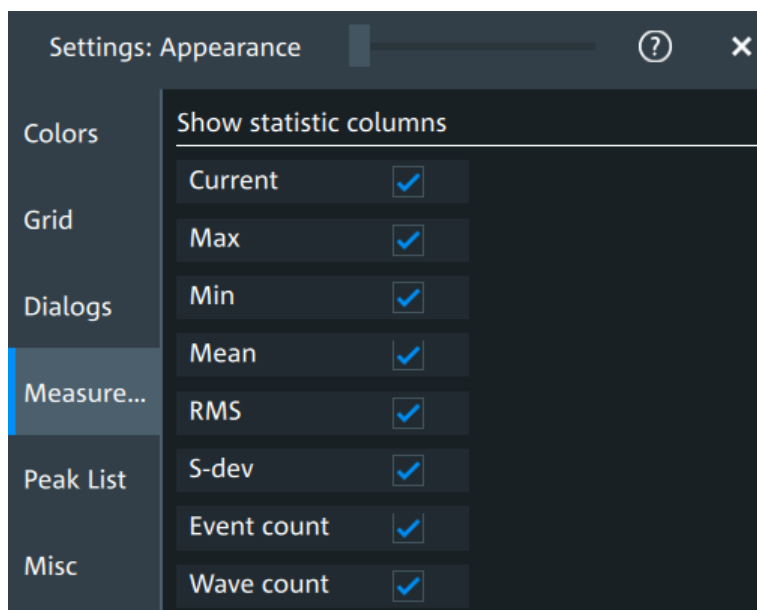 Settings: Appearance
?
Colors
Grid
Dialogs
Measure...
Peak List
Misc
Show statistic columns
Current
Max
Min
Mean
RMS
S-dev
Event count
Wave count